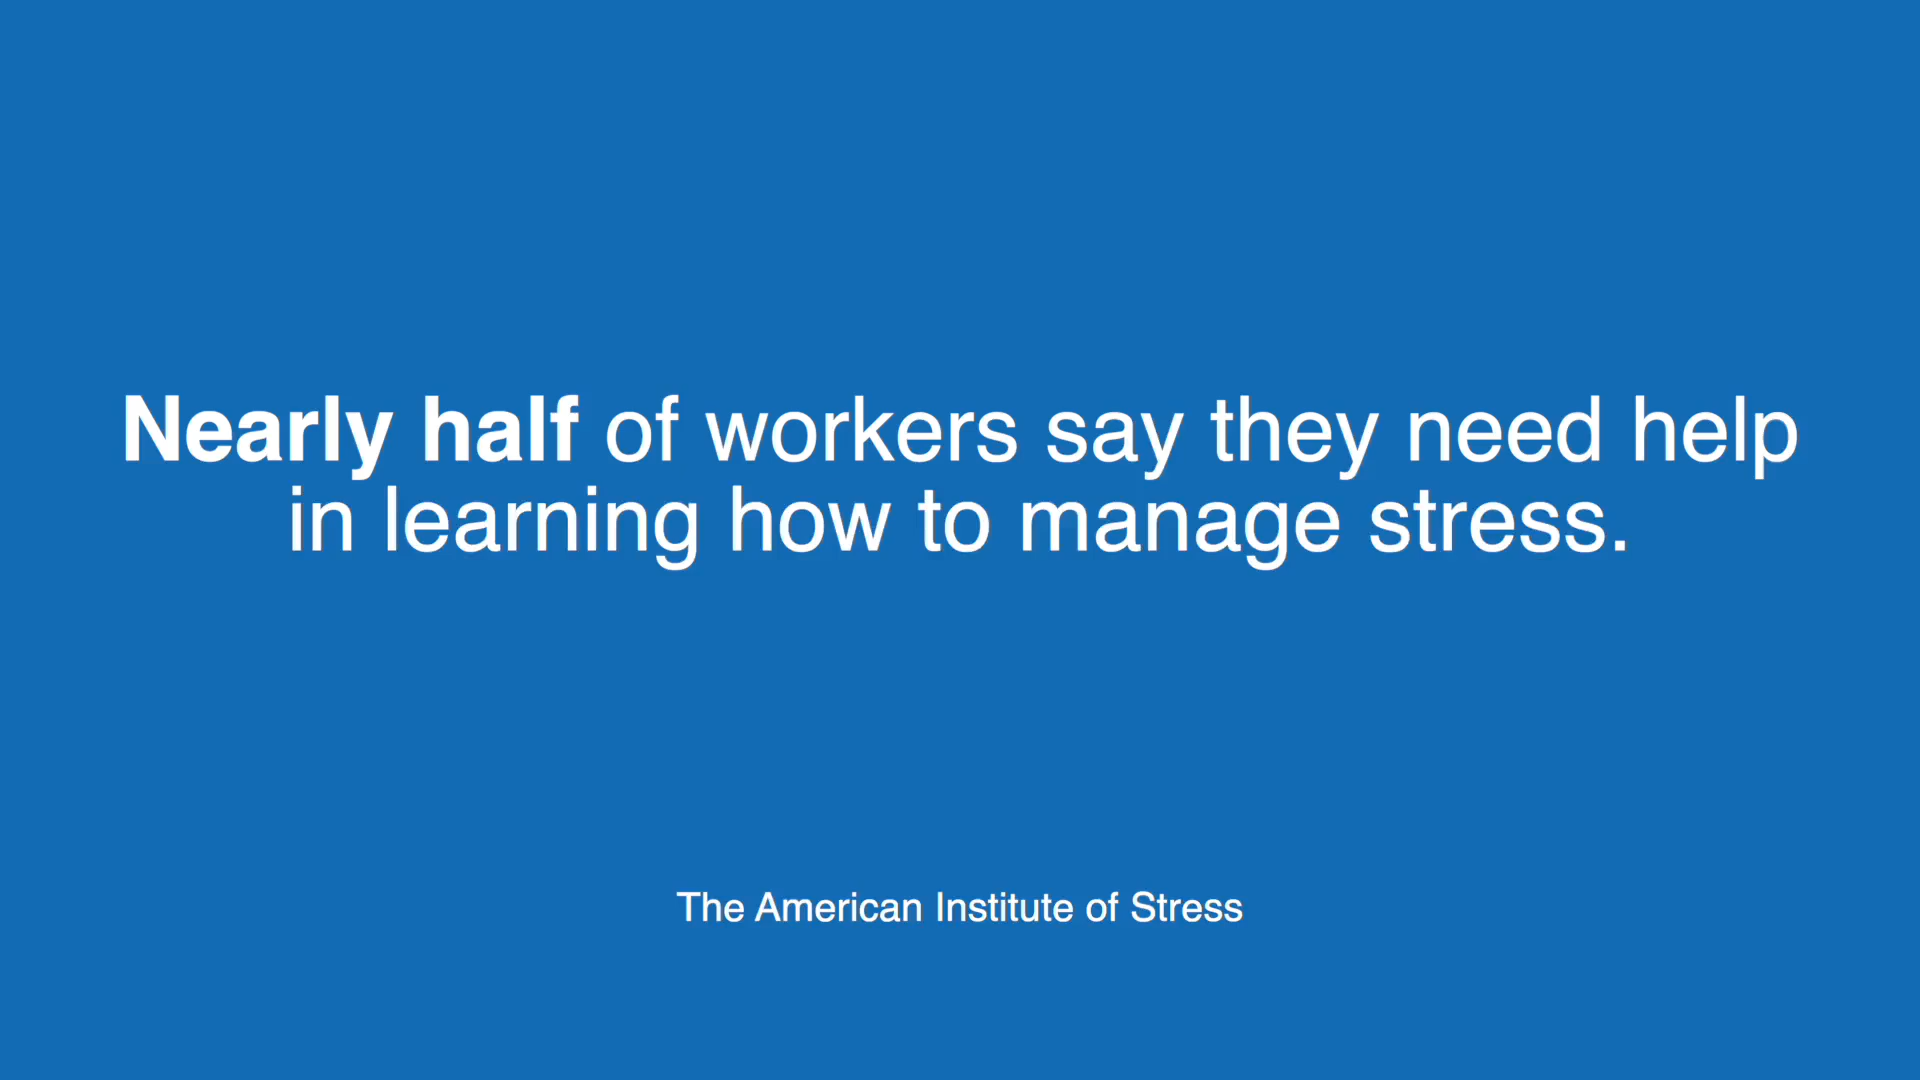 Nearly half of workers say they need help
in learning how to manage stress.
The American Institute of Stress